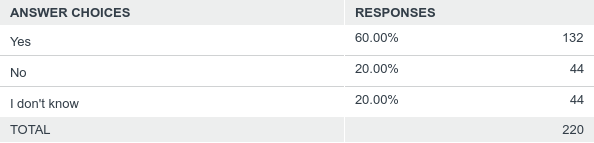 ANSWER CHOICES RESPONSES
Yes 60.00% 132
No 20.00% 44
I don't know 20.00% 44
TOTAL 220